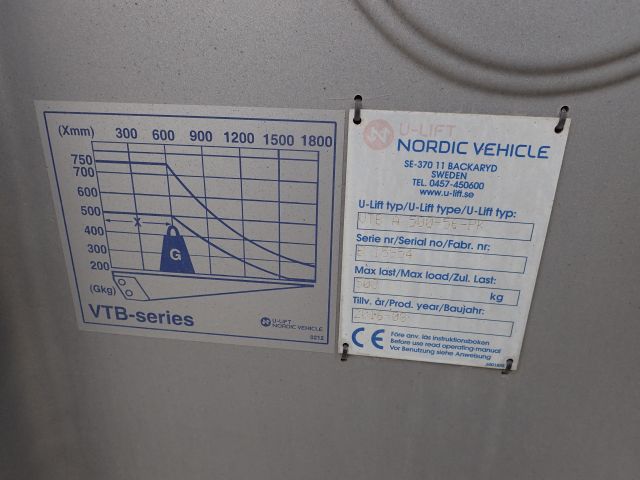 (Xmm) 300 600 900 1200 1500 1800
750
700
600
500
400
300
200
X
G
(Gkg)
VTB-series
U-LIFT
NORDIC VEHICLE
0212
U-LIFT
NORDIC VEHICLE
SE-370 11 BACKARYD
SWEDEN
TEL. 0457-450600
www.u-lift.se
U-Lift typ/U-Lift type/U-Lift typ:
Serie nr/Serial no/Fabr. nr:
Max last/Max load/Zul. Last:
500 kg
Tillv. år/Prod. year/Baujahr:
CE
Före anv. läs instruktionsboken
Before use read operating-manual
Vor Benutzung siehe Anweisung